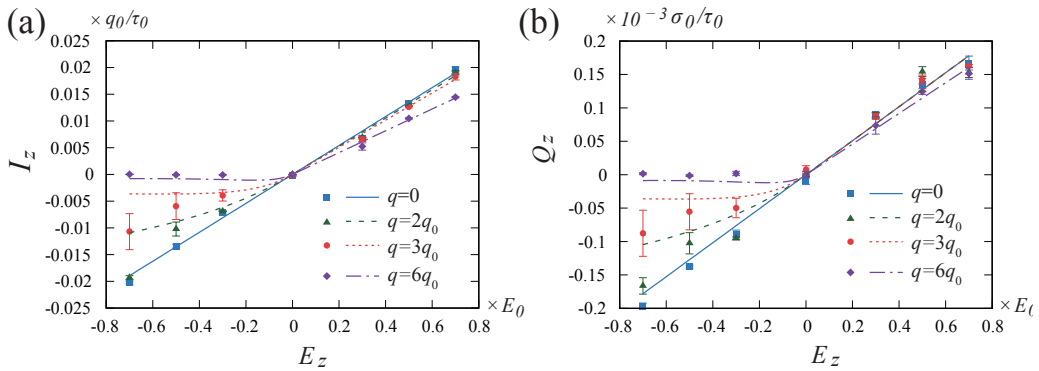 (a)
× q0/τ0
0.025
0.02
0.015
0.01
0.005
0
-0.005
-0.01
-0.015
-0.02
-0.025
Iz
-0.8 -0.6 -0.4 -0.2 0 0.2 0.4 0.6 0.8
× E0
Ez
q=0
q=2q0
q=3q0
q=6q0
(b)
× 10−3 σ0/τ0
0.2
0.15
0.1
0.05
0
-0.05
-0.1
-0.15
-0.2
Qz
-0.8 -0.6 -0.4 -0.2 0 0.2 0.4 0.6 0.8
× E0
Ez
q=0
q=2q0
q=3q0
q=6q0